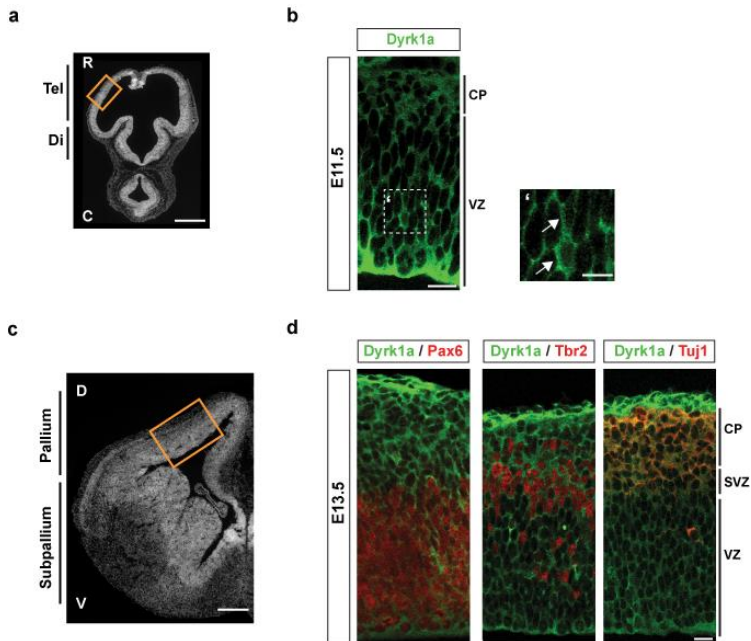 a
R
Tel
Di
C
b
Dyrk1a
E11.5
CP
VZ
‘
‘
c
D
Pallium
Subpallium
V
d
Dyrk1a / Pax6
Dyrk1a / Tbr2
Dyrk1a / Tuj1
E13.5
CP
SVZ
VZ